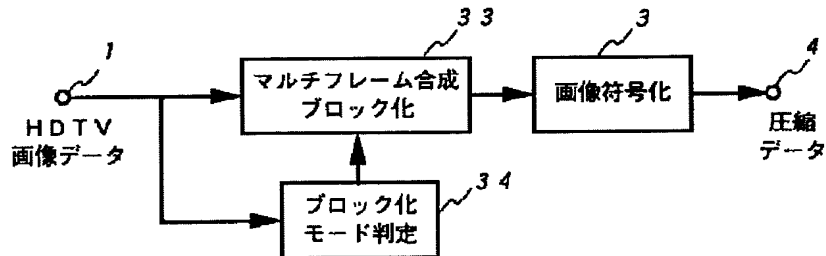 1
HDTV
画像データ
33
マルチフレーム合成
ブロック化
34
ブロック化
モード判定
3
画像符号化
4
圧縮
データ